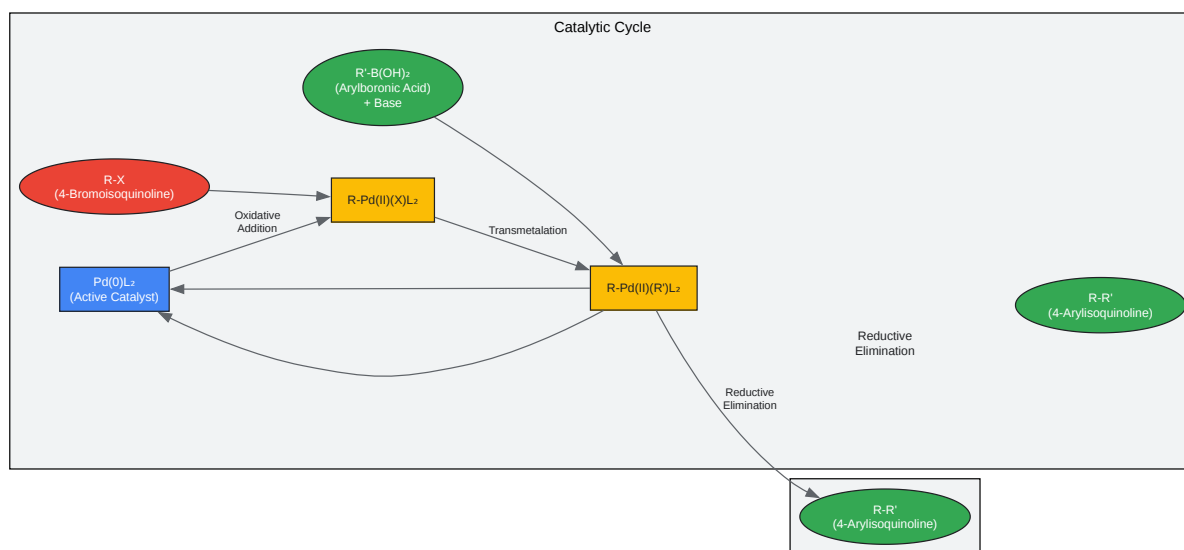 Catalytic Cycle
R'-B(OH)₂
(Arylboronic Acid)
+ Base
R-X
(4-Bromoisoquinoline)
R-Pd(II)(X)L₂
Oxidative
Addition
Transmetalation
Pd(0)L₂
(Active Catalyst)
R-Pd(II)(R')L₂
R-R'
(4-Arylisoquinoline)
Reductive
Elimination
Reductive
Elimination
R-R'
(4-Arylisoquinoline)